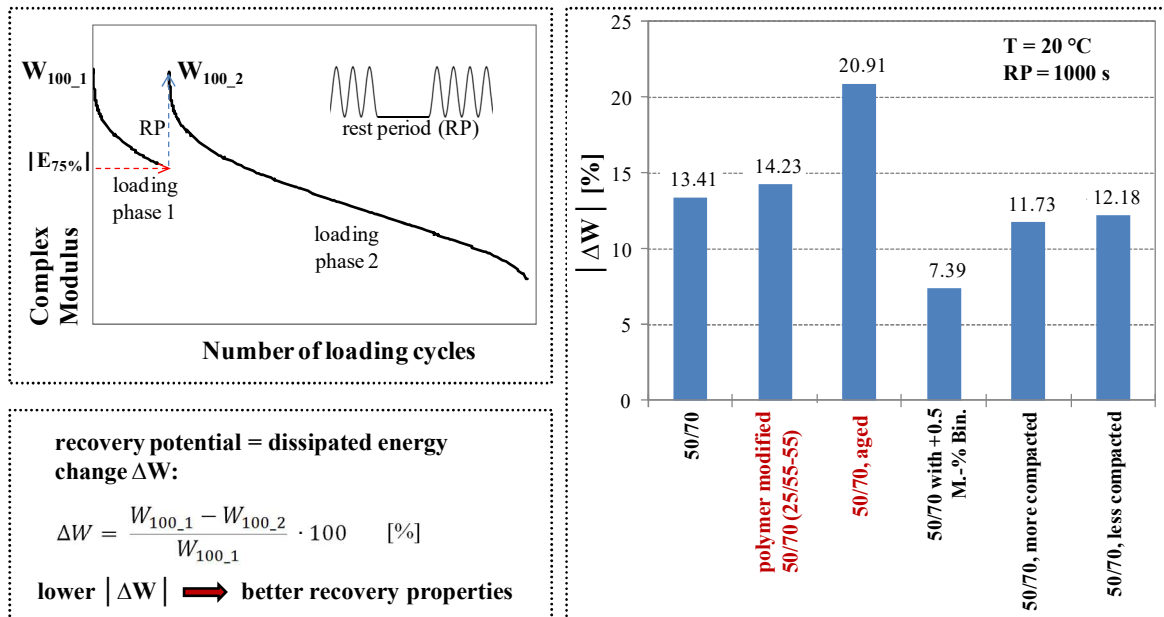 W100_1
W100_2
RP
rest period (RP)
|E75%|
loading
phase 1
loading
phase 2
Complex
Modulus
Number of loading cycles
recovery potential = dissipated energy
change ΔW:
ΔW = (W100_1 − W100_2) / W100_1 · 100 [%]
lower |ΔW| ➡ better recovery properties
T = 20 °C
RP = 1000 s
|ΔW| [%]
25
20
15
10
5
0
13.41
14.23
20.91
7.39
11.73
12.18
50/70
polymer modified
50/70 (25/55-55)
50/70, aged
50/70 with +0.5
M.-% Bin.
50/70, more compacted
50/70, less compacted